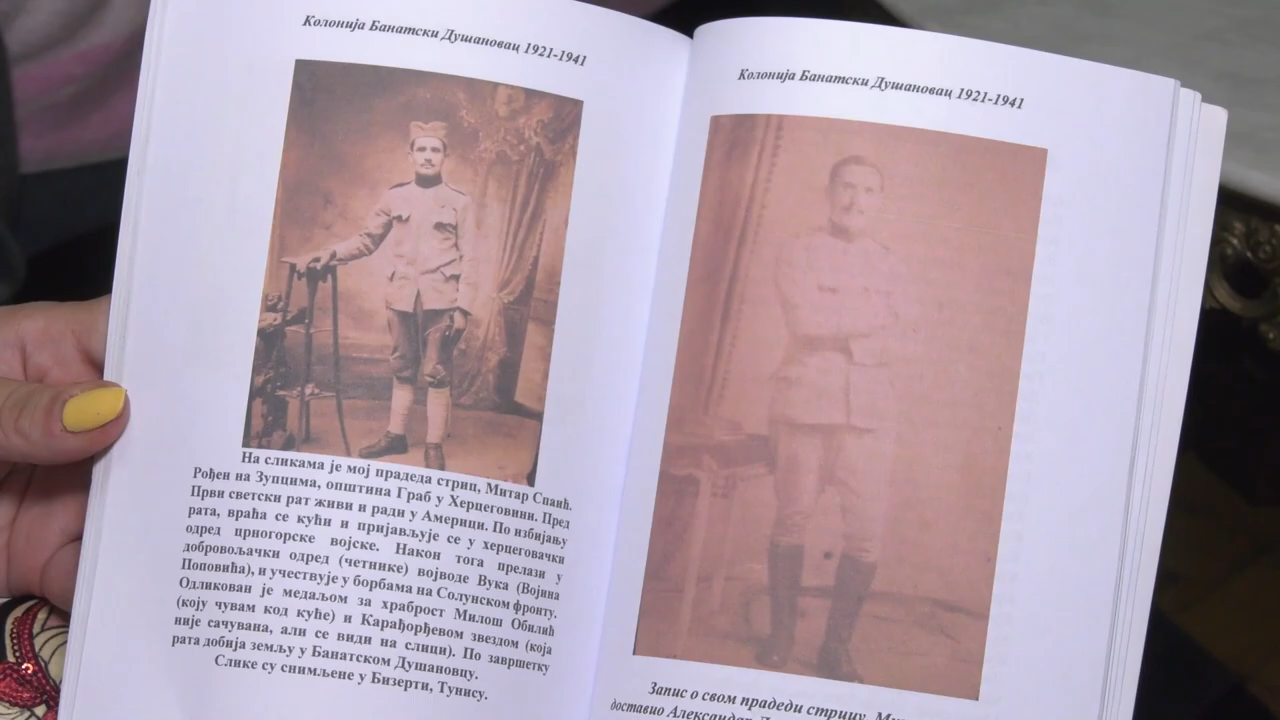 Колонија Банатски Душановац 1921-1941
На сликама је мој прадеда стриц, Митар Спаић.
Рођен на Зупцима, општина Граб у Херцеговини. Пред
Први светски рат живи и ради у Америци. По избијању
рата, враћа се кући и пријављује се у херцеговачки
одред црногорске војске. Након тога прелази у
добровољачки одред (четнике) војводе Вука (Војина
Поповића), и учествује у борбама на Солунском фронту.
Одликован је медаљом за храброст Милош Обилић
(коју чувам код куће) и Карађорђевом звездом (која
није сачувана, али се види на слици). По завршетку
рата добија земљу у Банатском Душановцу.
Слике су снимљене у Бизерти, Тунису.
Колонија Банатски Душановац 1921-1941
Запис о свом прадеди стрицу,
доставио Александар